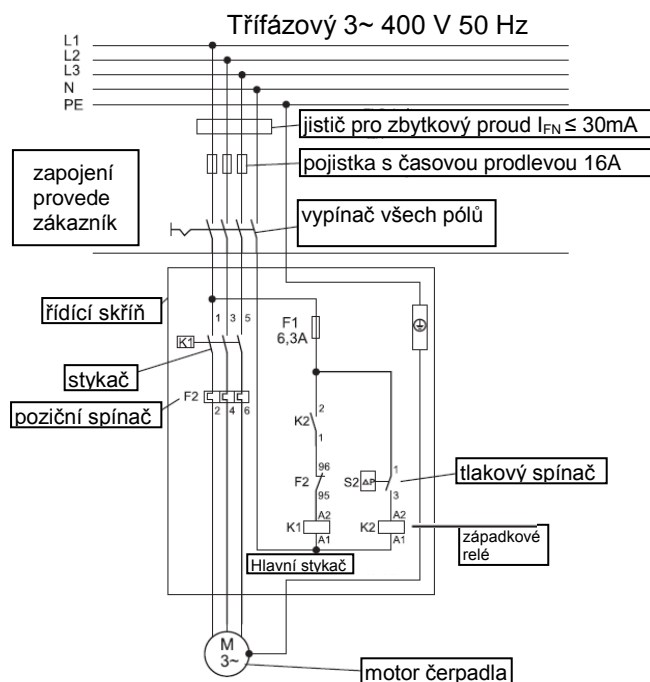 Třífázový 3~ 400 V 50 Hz
L1
L2
L3
N
PE
jistič pro zbytkový proud IFN ≤ 30mA
pojistka s časovou prodlevou 16A
zapojení
provede
zákazník
vypínač všech pólů
řídící skříň
1 3 5
F1
6,3A
K1
stykač
poziční spínač
F2
2 4 6
2
K2
1
96
F2
95
S2
ΔP
1
3
tlakový spínač
A2
K1
A1
A2
K2
A1
západkové
relé
Hlavní stykač
M
3~
motor čerpadla